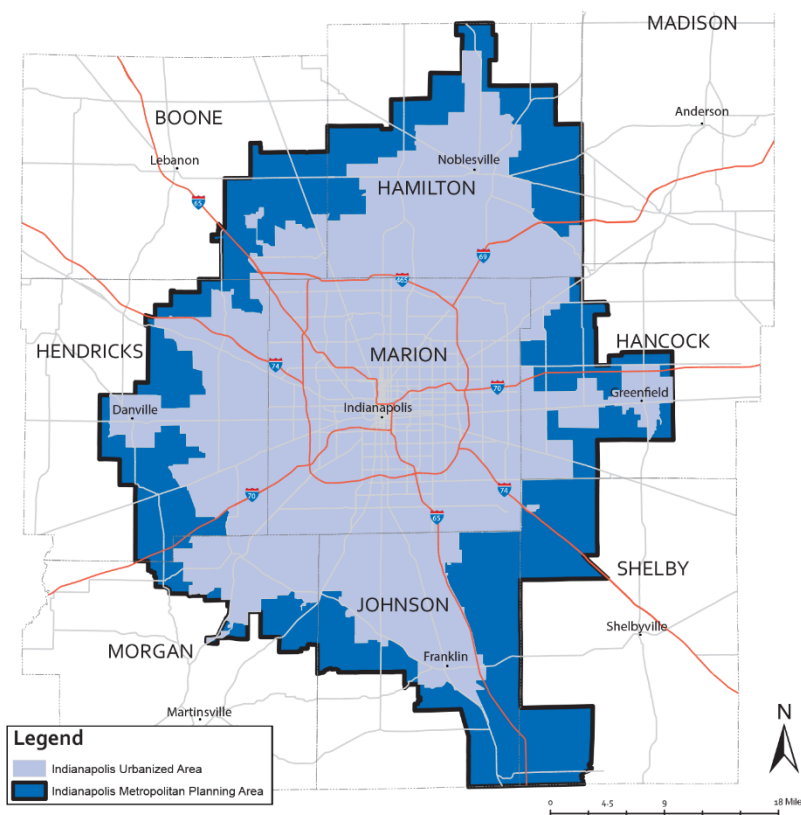 MADISON
BOONE
Anderson
Lebanon
Noblesville
HAMILTON
65
69
465
HENDRICKS
MARION
HANCOCK
74
70
Greenfield
Danville
Indianapolis
70
74
65
SHELBY
JOHNSON
Shelbyville
MORGAN
Franklin
Martinsville
N
Legend
Indianapolis Urbanized Area
Indianapolis Metropolitan Planning Area
0 4.5 9 18 Mile